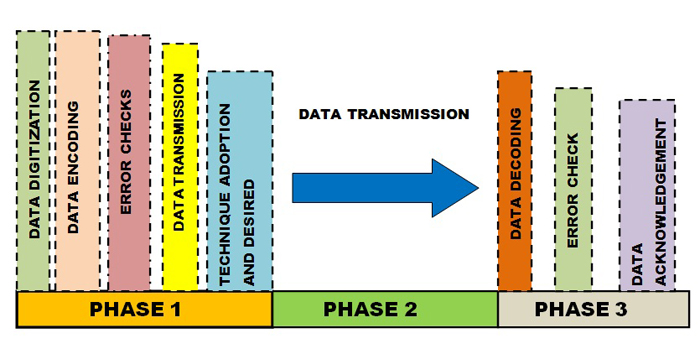 DATA DIGITIZATION
DATA ENCODING
ERROR CHECKS
DATA TRANSMISSION
TECHNIQUE ADOPTION
AND DESIRED
DATA TRANSMISSION
DATA DECODING
ERROR CHECK
DATA
ACKNOWLEDGEMENT
PHASE 1
PHASE 2
PHASE 3